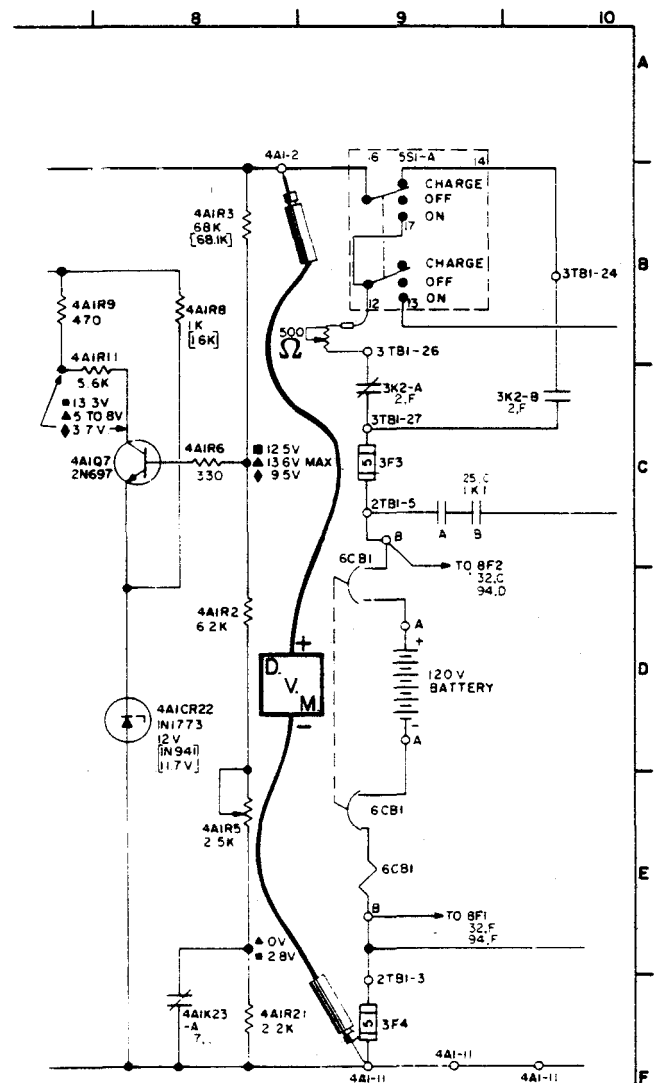 8 9 10
A
4A1-2
6 5S1-A 14
CHARGE
OFF
ON
17
4A1R3
68K
[68.1K]
B
CHARGE
OFF
ON
12 13
3TB1-24
4A1R9
470
4A1R8
1K
[16K]
500
Ω
3TB1-26
4A1R11
5.6K
3K2-A
2,F
3K2-B
2,F
■ 13.3V
▲ 5 TO 8V
◆ 3.7V
3TB1-27
4A1Q7
2N697
4A1R6
330
■ 12.5V
▲ 13.6V MAX
◆ 9.5V
5 3F3
C
2TB1-5
25,C
1K1
A B
B
6CB1
TO 8F2
32,C
94,D
4A1R2
6.2K
A
+
D
D.
V.
M.
+
−
120V
BATTERY
4A1CR22
1N1773
12V
[1N941]
[11.7V]
-
A
4A1R5
2.5K
6CB1
6CB1
E
B
TO 8F1
32,F
94,F
▲ 0V
■ 2.8V
2TB1-3
4A1K23
-A
7,
4A1R21
2.2K
5 3F4
4A1-11 4A1-11 4A1-11
F